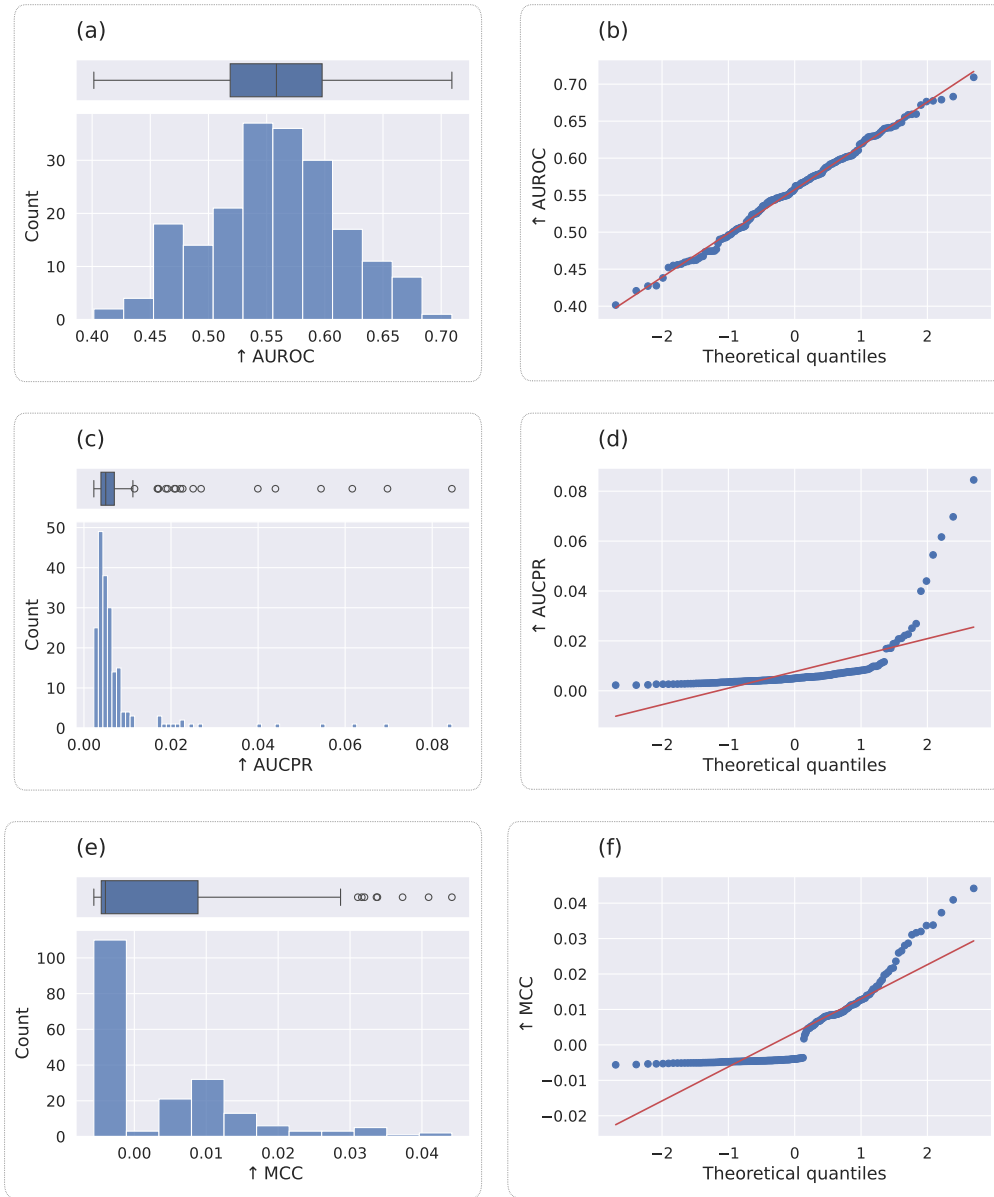 (a)
Count
30
20
10
0
0.40 0.45 0.50 0.55 0.60 0.65 0.70
↑ AUROC
(b)
↑ AUROC
0.70
0.65
0.60
0.55
0.50
0.45
0.40
−2 −1 0 1 2
Theoretical quantiles
(c)
Count
50
40
30
20
10
0
0.00 0.02 0.04 0.06 0.08
↑ AUCPR
(d)
↑ AUCPR
0.08
0.06
0.04
0.02
0.00
−2 −1 0 1 2
Theoretical quantiles
(e)
Count
100
80
60
40
20
0
0.00 0.01 0.02 0.03 0.04
↑ MCC
(f)
↑ MCC
0.04
0.03
0.02
0.01
0.00
−0.01
−0.02
−2 −1 0 1 2
Theoretical quantiles